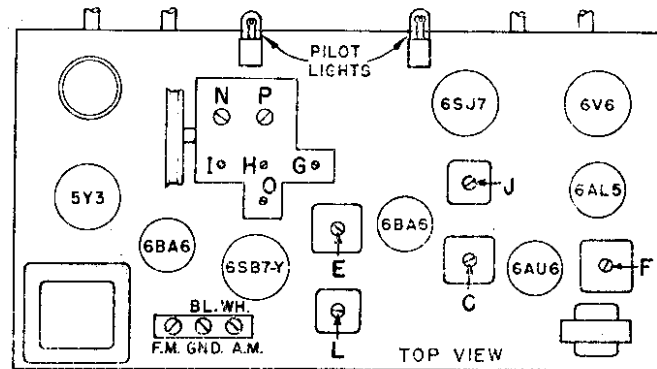 PILOT
LIGHTS
N P
6SJ7
6V6
I H G
O
J
5Y3
6AL5
6BA6
6BA6
6SB7-Y
E
C
6AU6
F
BL. WH.
F.M. GND. A.M.
L
TOP VIEW